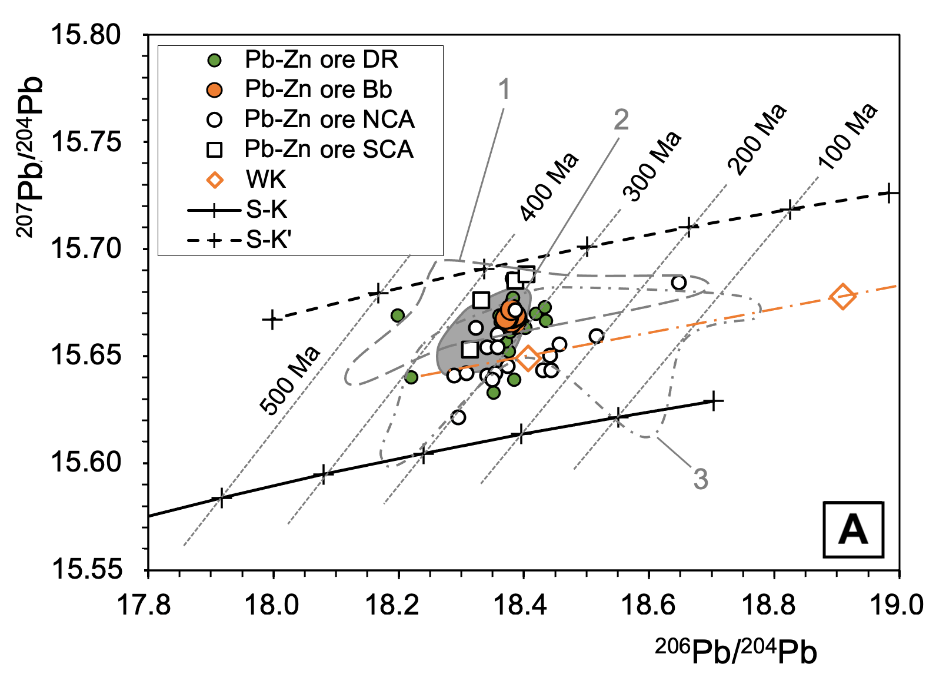 15.80
15.75
15.70
15.65
15.60
15.55
207Pb/204Pb
Pb-Zn ore DR
Pb-Zn ore Bb
Pb-Zn ore NCA
Pb-Zn ore SCA
WK
S-K
S-K'
1
2
3
500 Ma
400 Ma
300 Ma
200 Ma
100 Ma
A
17.8 18.0 18.2 18.4 18.6 18.8 19.0
206Pb/204Pb